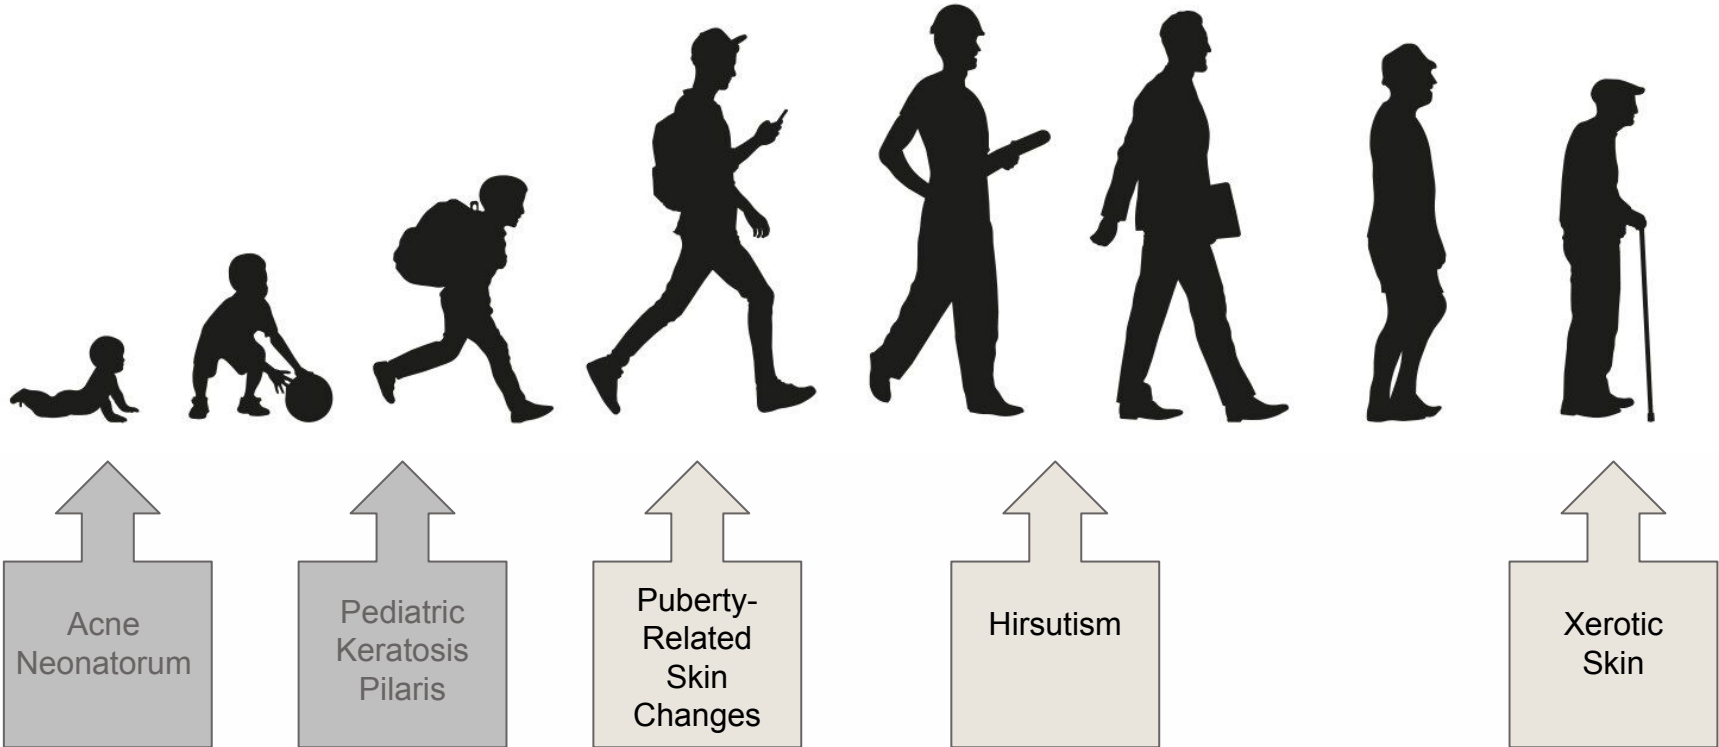 Acne
Neonatorum
Pediatric
Keratosis
Pilaris
Puberty-
Related
Skin
Changes
Hirsutism
Xerotic
Skin